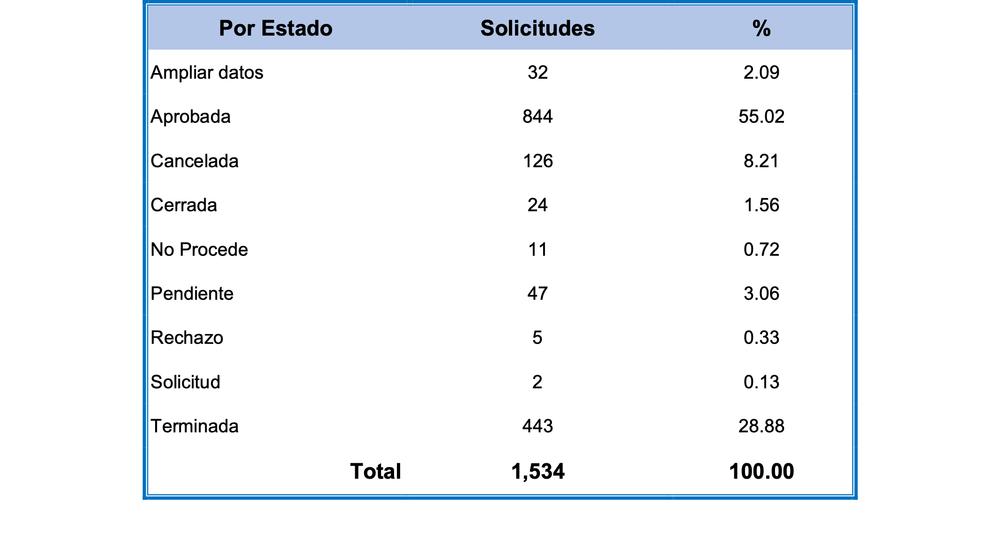 Por Estado Solicitudes %
Ampliar datos 32 2.09
Aprobada 844 55.02
Cancelada 126 8.21
Cerrada 24 1.56
No Procede 11 0.72
Pendiente 47 3.06
Rechazo 5 0.33
Solicitud 2 0.13
Terminada 443 28.88
Total 1,534 100.00